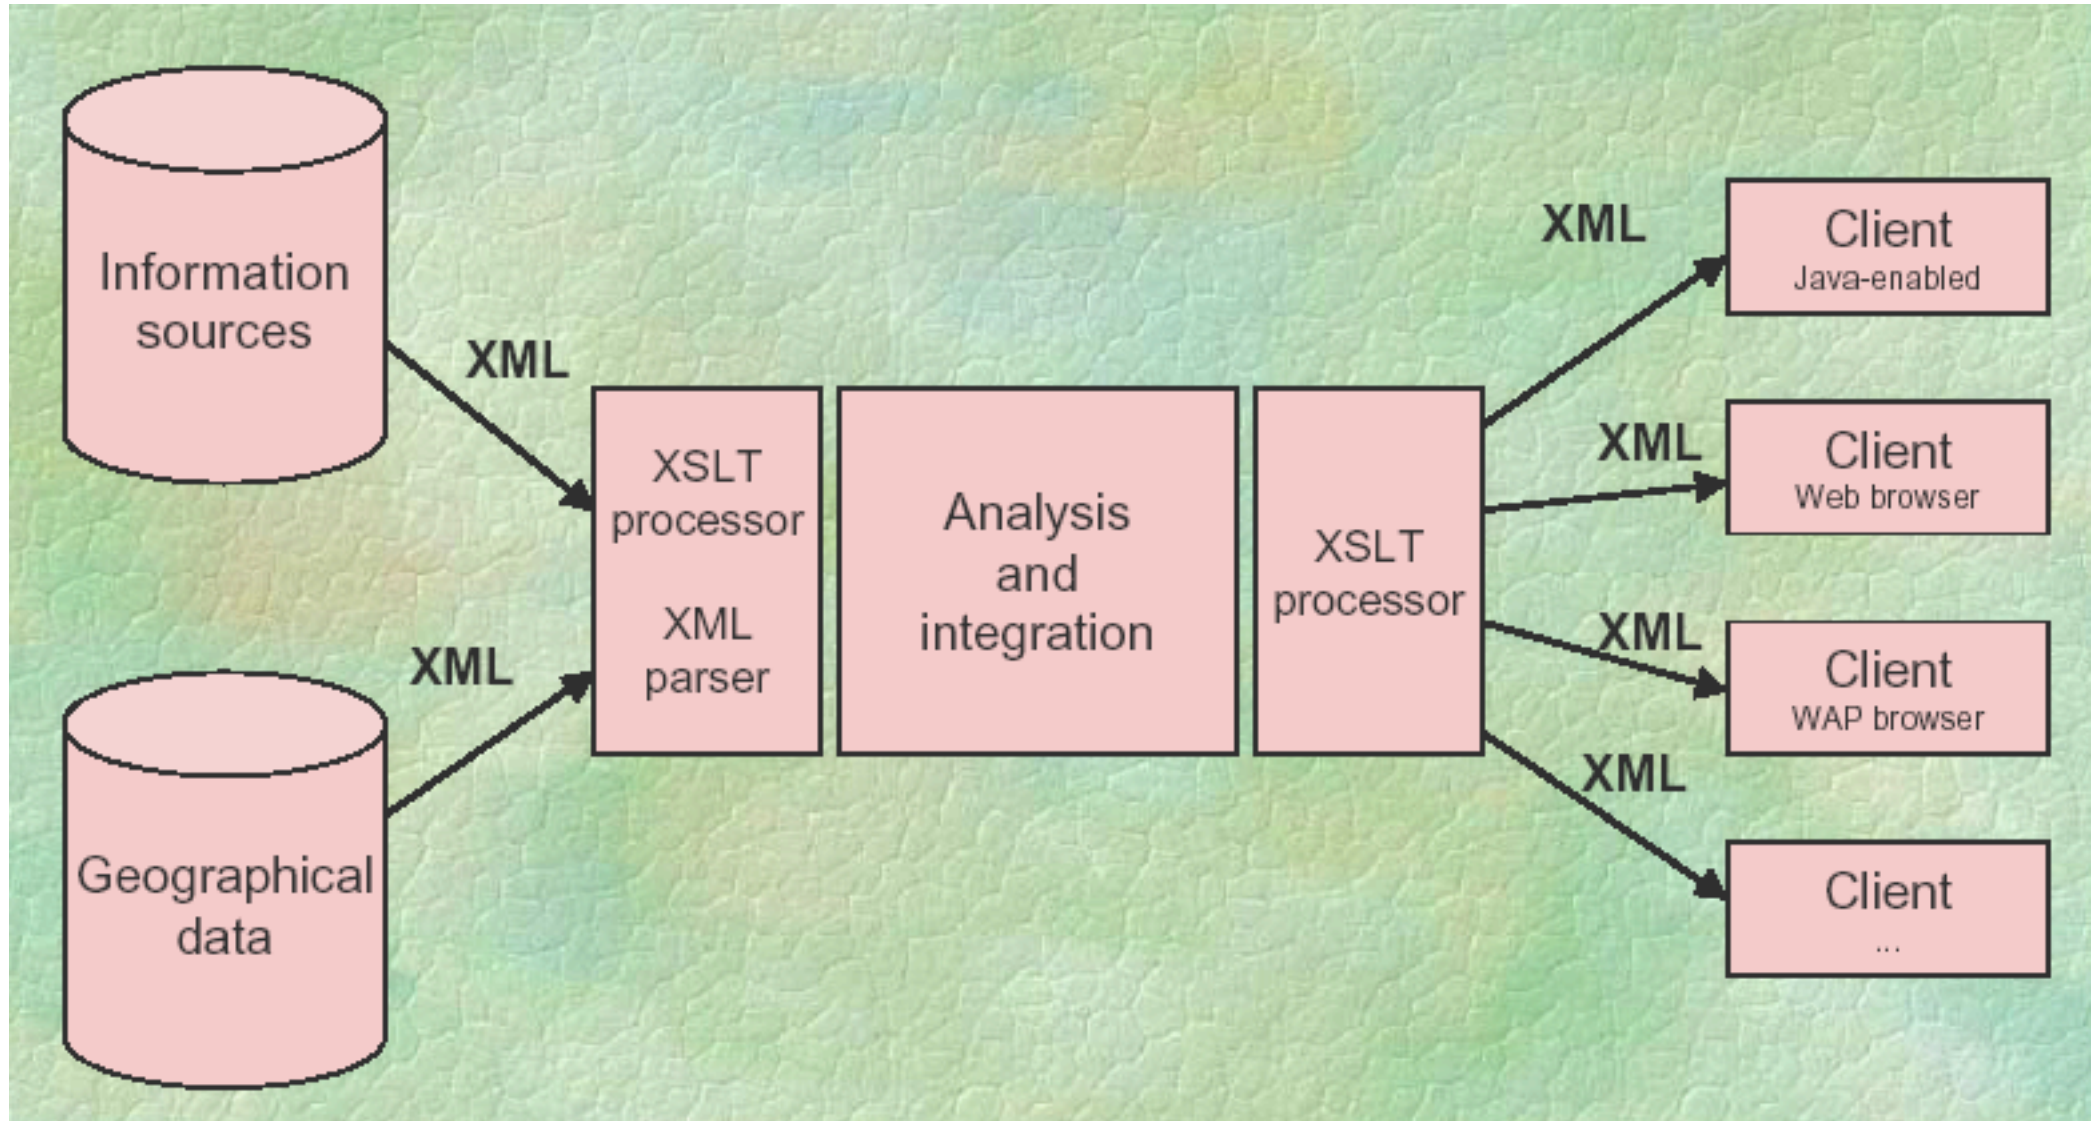 Information
sources
XML
Geographical
data
XML
XSLT
processor
XML
parser
Analysis
and
integration
XSLT
processor
XML
Client
Java-enabled
XML
Client
Web browser
XML
Client
WAP browser
XML
Client
...